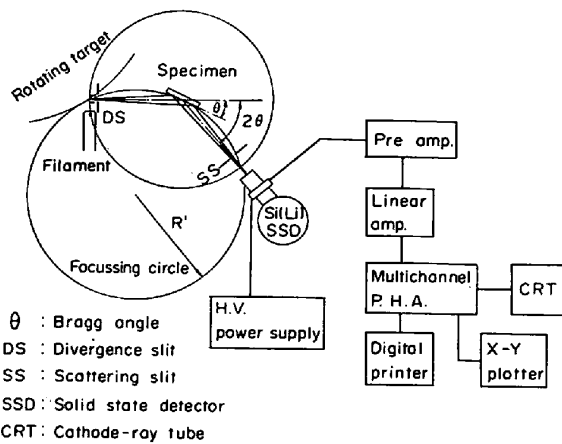 Rotating target
Specimen
θ
2θ
DS
Filament
SS
Si(Li)
SSD
R'
Focussing circle
Pre amp.
Linear
amp.
Multichannel
P. H. A.
CRT
H.V.
power supply
Digital
printer
X-Y
plotter
θ : Bragg angle
DS : Divergence slit
SS : Scattering slit
SSD : Solid state detector
CRT : Cathode-ray tube